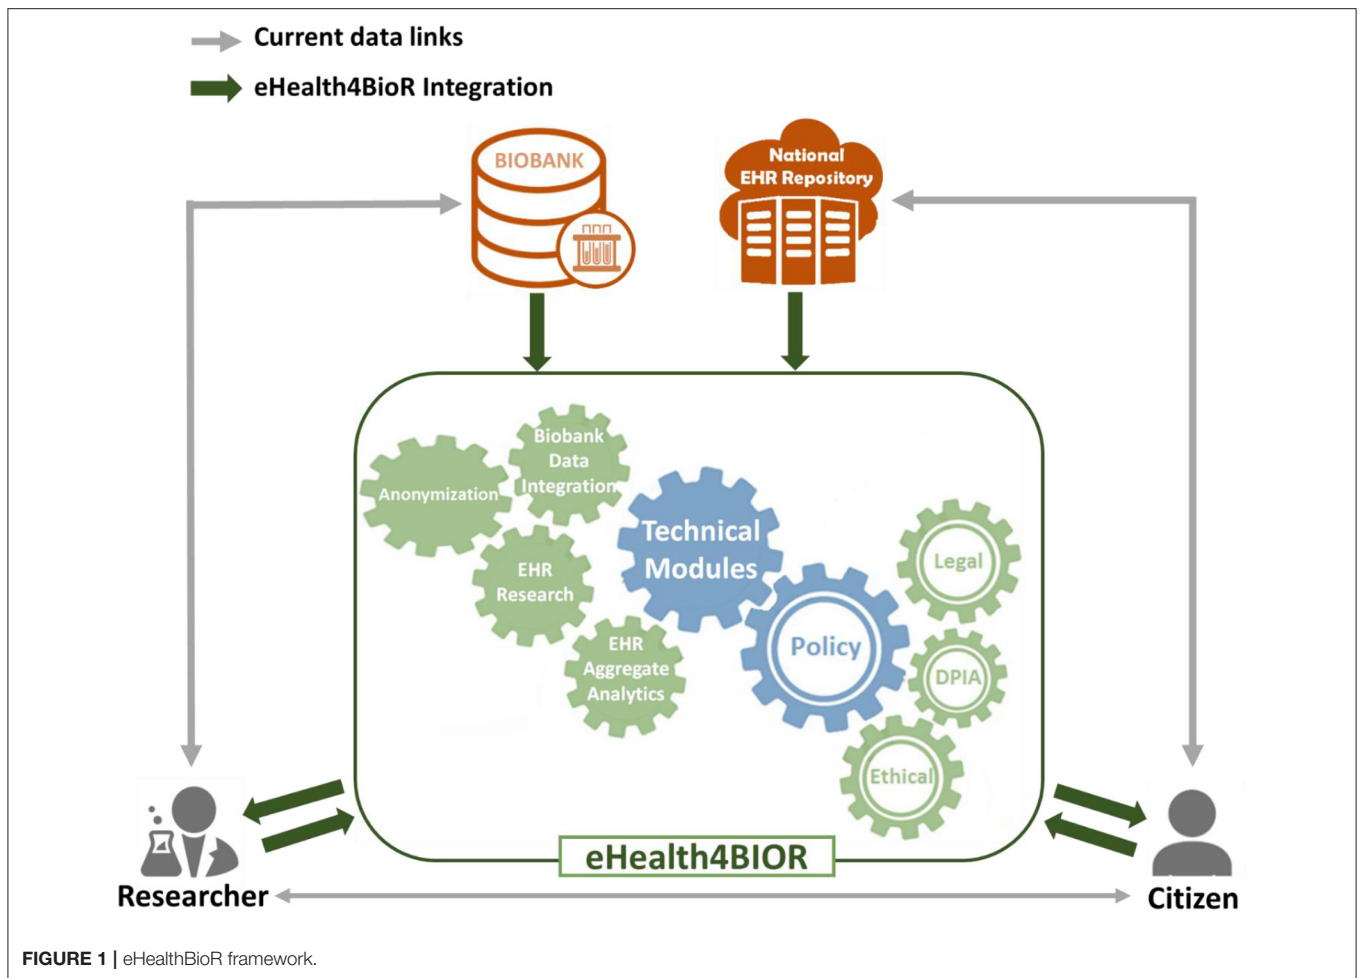 Current data links
eHealth4BioR Integration
BIOBANK
National
EHR Repository
Anonymization
Biobank
Data
Integration
EHR
Research
EHR
Aggregate
Analytics
Technical
Modules
Policy
Legal
DPIA
Ethical
eHealth4BIOR
Researcher
Citizen
FIGURE 1 | eHealthBioR framework.